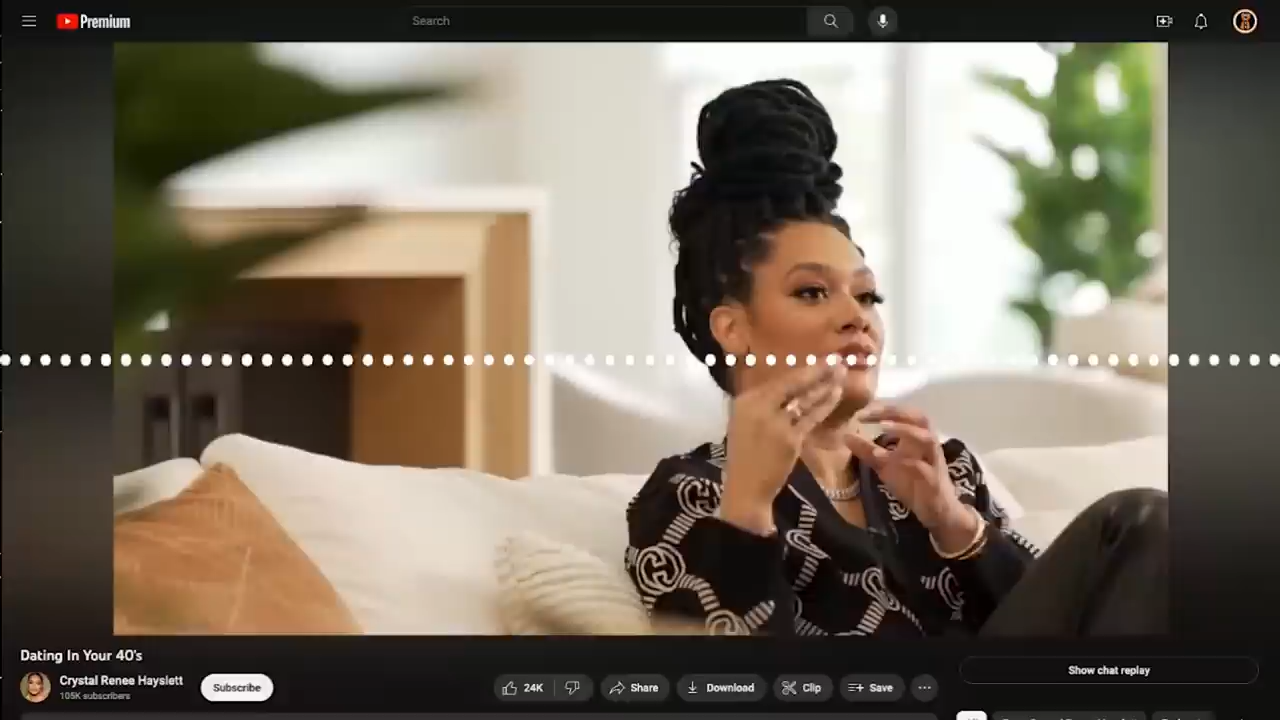 Premium
Search
Dating In Your 40's
Crystal Renee Hayslett
105K subscribers
Subscribe
24K
Share
Download
Clip
Save
Show chat replay